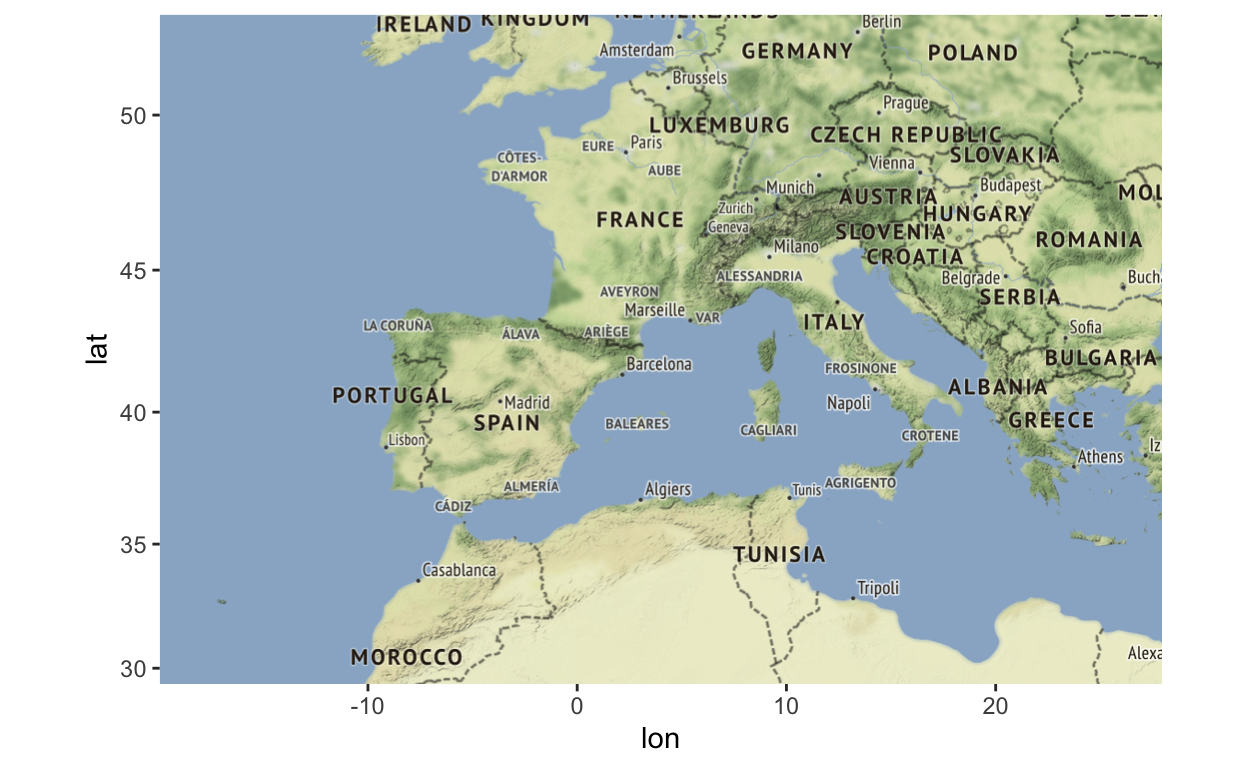 IRELAND
KINGDOM
NETHERLANDS
Berlin
Amsterdam
GERMANY
POLAND
Brussels
Prague
50
LUXEMBURG
CZECH REPUBLIC
EURE
Paris
SLOVAKIA
CÔTES-
D'ARMOR
AUBE
Vienna
Munich
Budapest
AUSTRIA
MOL
Zurich
HUNGARY
FRANCE
Geneva
SLOVENIA
ROMANIA
Milano
CROATIA
45
ALESSANDRIA
Belgrade
Buch
AVEYRON
SERBIA
Marseille
VAR
ITALY
LA CORUÑA
ÁLAVA
ARIÈGE
Sofia
lat
BULGARIA
Barcelona
FROSINONE
ALBANIA
PORTUGAL
Madrid
Napoli
40
SPAIN
BALEARES
CAGLIARI
CROTENE
GREECE
Lisbon
Iz
Athens
ALMERÍA
Algiers
Tunis
AGRIGENTO
CÁDIZ
35
TUNISIA
Casablanca
Tripoli
MOROCCO
Alexa
30
-10
0
10
20
lon